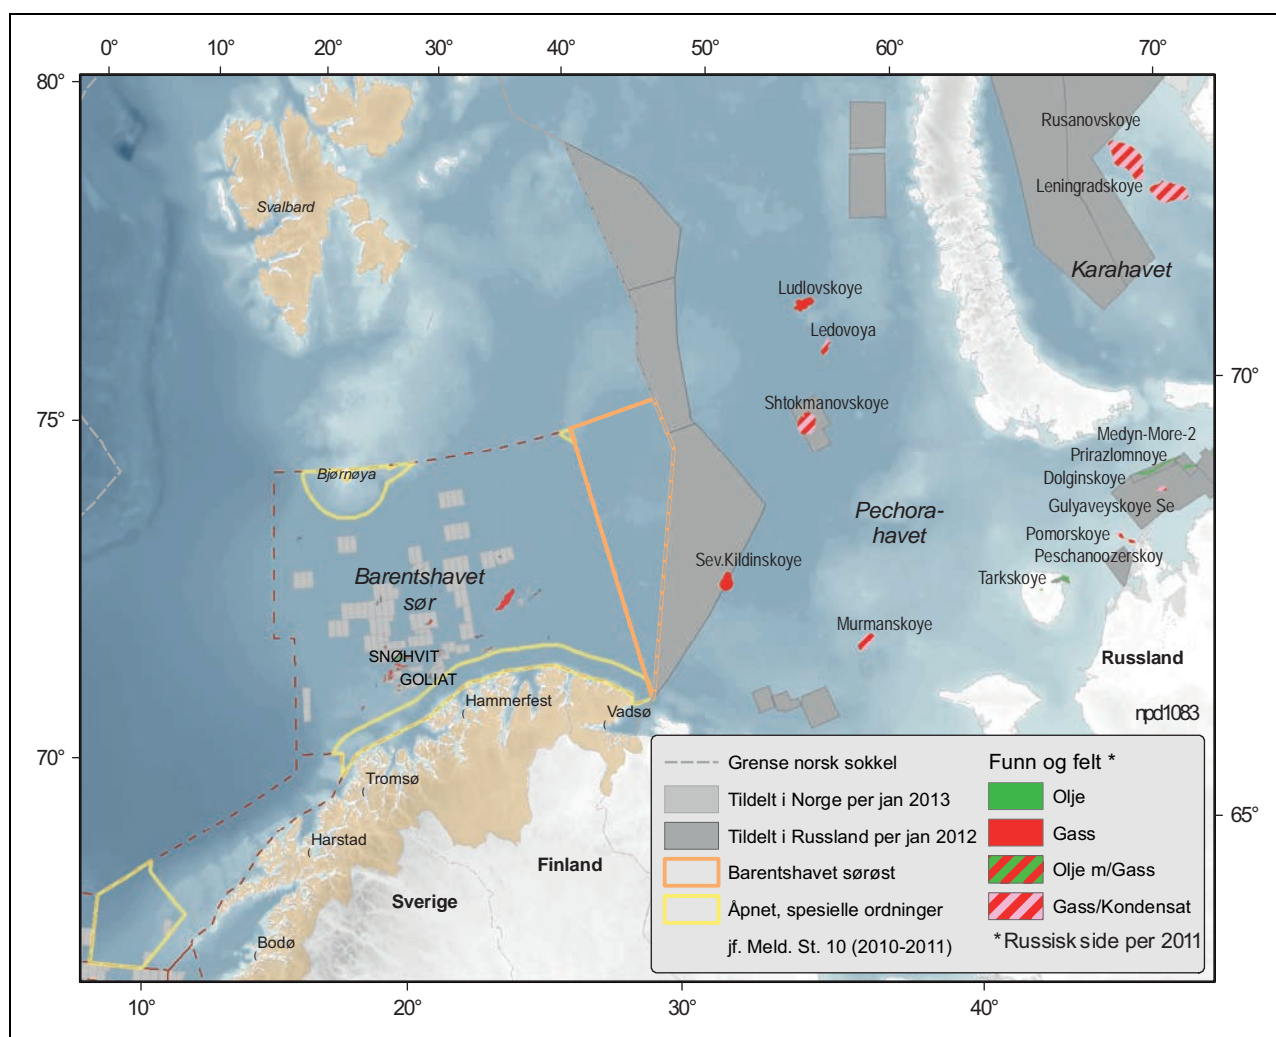 0° 10° 20° 30° 40° 50° 60° 70°
80°
Rusanovskoye
Leningradskoye
Svalbard
Karahavet
Ludlovskoye
Ledovoya
70°
Shtokmanovskoye
75°
Medyn-More-2
Prirazlomnoye
Bjørnøya
Dolginskoye
Gulyaveyskoye Se
Pechora-
havet
Pomorskoye
Peschanoozerskoy
Sev.Kildinskoye
Barentshavet
sør
Tarkskoye
Murmanskoye
SNØHVIT
GOLIAT
Russland
Hammerfest
Vadsø
npd1083
70°
Tromsø
Harstad
65°
Finland
Sverige
Bodø
Grense norsk sokkel
Tildelt i Norge per jan 2013
Tildelt i Russland per jan 2012
Barentshavet sørøst
Åpnet, spesielle ordninger
jf. Meld. St. 10 (2010-2011)
Funn og felt *
Olje
Gass
Olje m/Gass
Gass/Kondensat
* Russisk side per 2011
10° 20° 30° 40°